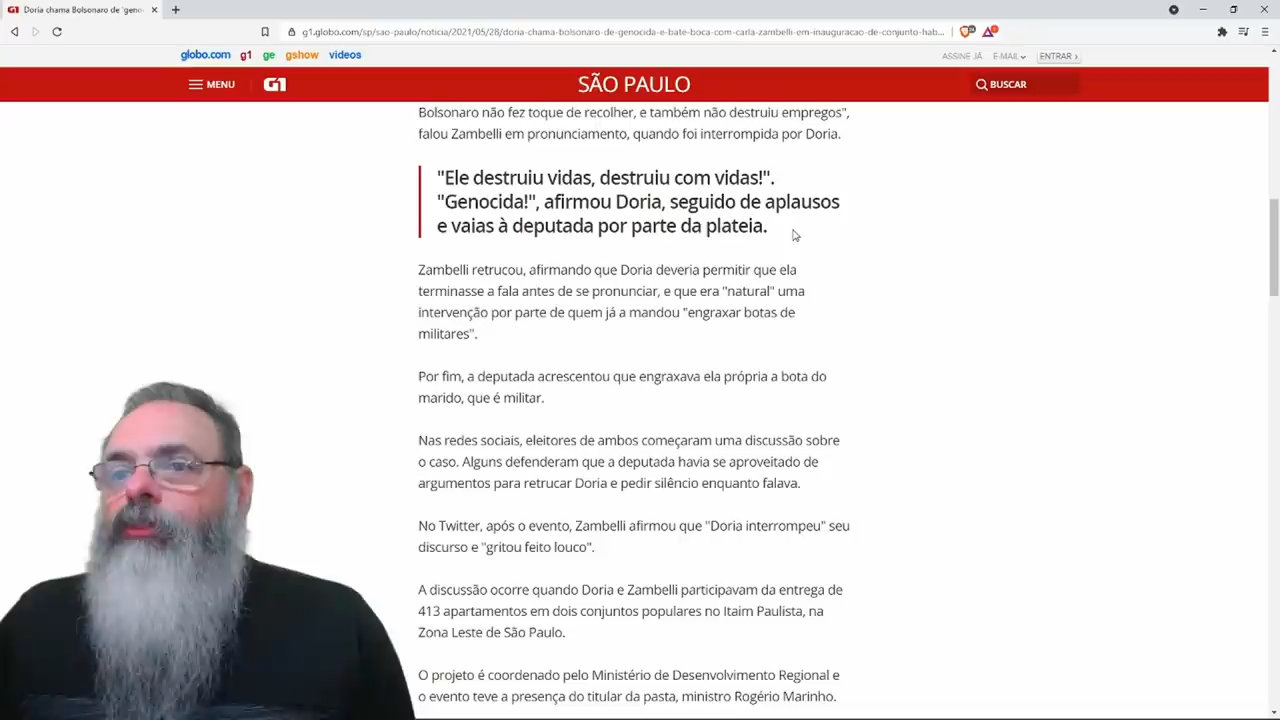 Doria chama Bolsonaro de 'geno
g1.globo.com/sp/sao-paulo/noticia/2021/05/28/doria-chama-bolsonaro-de-genocida-e-bate-boca-com-carla-zambelli-em-inauguracao-de-conjunto-hab...
globo.com g1 ge gshow videos
ASSINE JÁ E-MAIL ENTRAR ›
MENU G1 SÃO PAULO BUSCAR
Bolsonaro não fez toque de recolher, e também não destruiu empregos",
falou Zambelli em pronunciamento, quando foi interrompida por Doria.
"Ele destruiu vidas, destruiu com vidas!".
"Genocida!", afirmou Doria, seguido de aplausos
e vaias à deputada por parte da plateia.
Zambelli retrucou, afirmando que Doria deveria permitir que ela
terminasse a fala antes de se pronunciar, e que era "natural" uma
intervenção por parte de quem já a mandou "engraxar botas de
militares".
Por fim, a deputada acrescentou que engraxava ela própria a bota do
marido, que é militar.
Nas redes sociais, eleitores de ambos começaram uma discussão sobre
o caso. Alguns defenderam que a deputada havia se aproveitado de
argumentos para retrucar Doria e pedir silêncio enquanto falava.
No Twitter, após o evento, Zambelli afirmou que "Doria interrompeu" seu
discurso e "gritou feito louco".
A discussão ocorre quando Doria e Zambelli participavam da entrega de
413 apartamentos em dois conjuntos populares no Itaim Paulista, na
Zona Leste de São Paulo.
O projeto é coordenado pelo Ministério de Desenvolvimento Regional e
o evento teve a presença do titular da pasta, ministro Rogério Marinho.